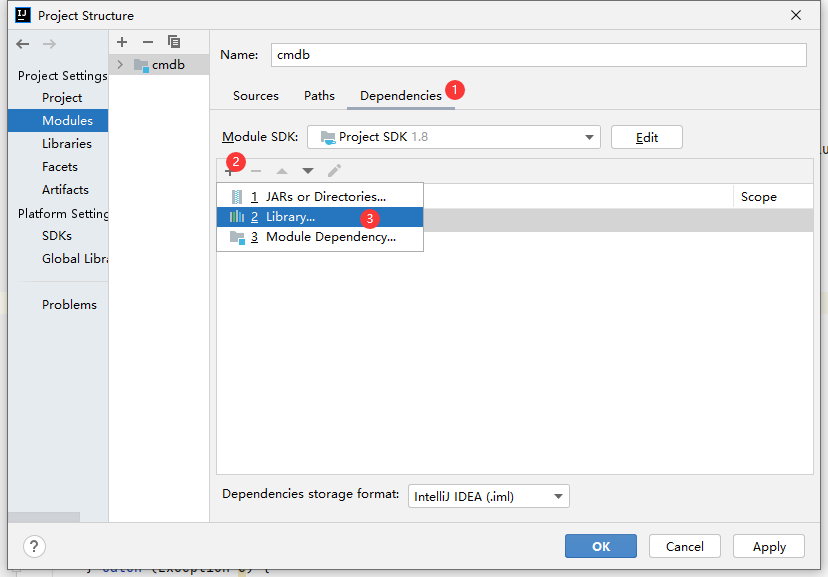 Project Structure
Project Settings
Project
Modules
Libraries
Facets
Artifacts
Platform Setting
SDKs
Global Libra
Problems
cmdb
Name: cmdb
Sources Paths Dependencies 1
Module SDK: Project SDK 1.8 Edit
2
1 JARs or Directories...
2 Library... 3
3 Module Dependency...
Scope
Dependencies storage format: IntelliJ IDEA (.iml)
? OK Cancel Apply